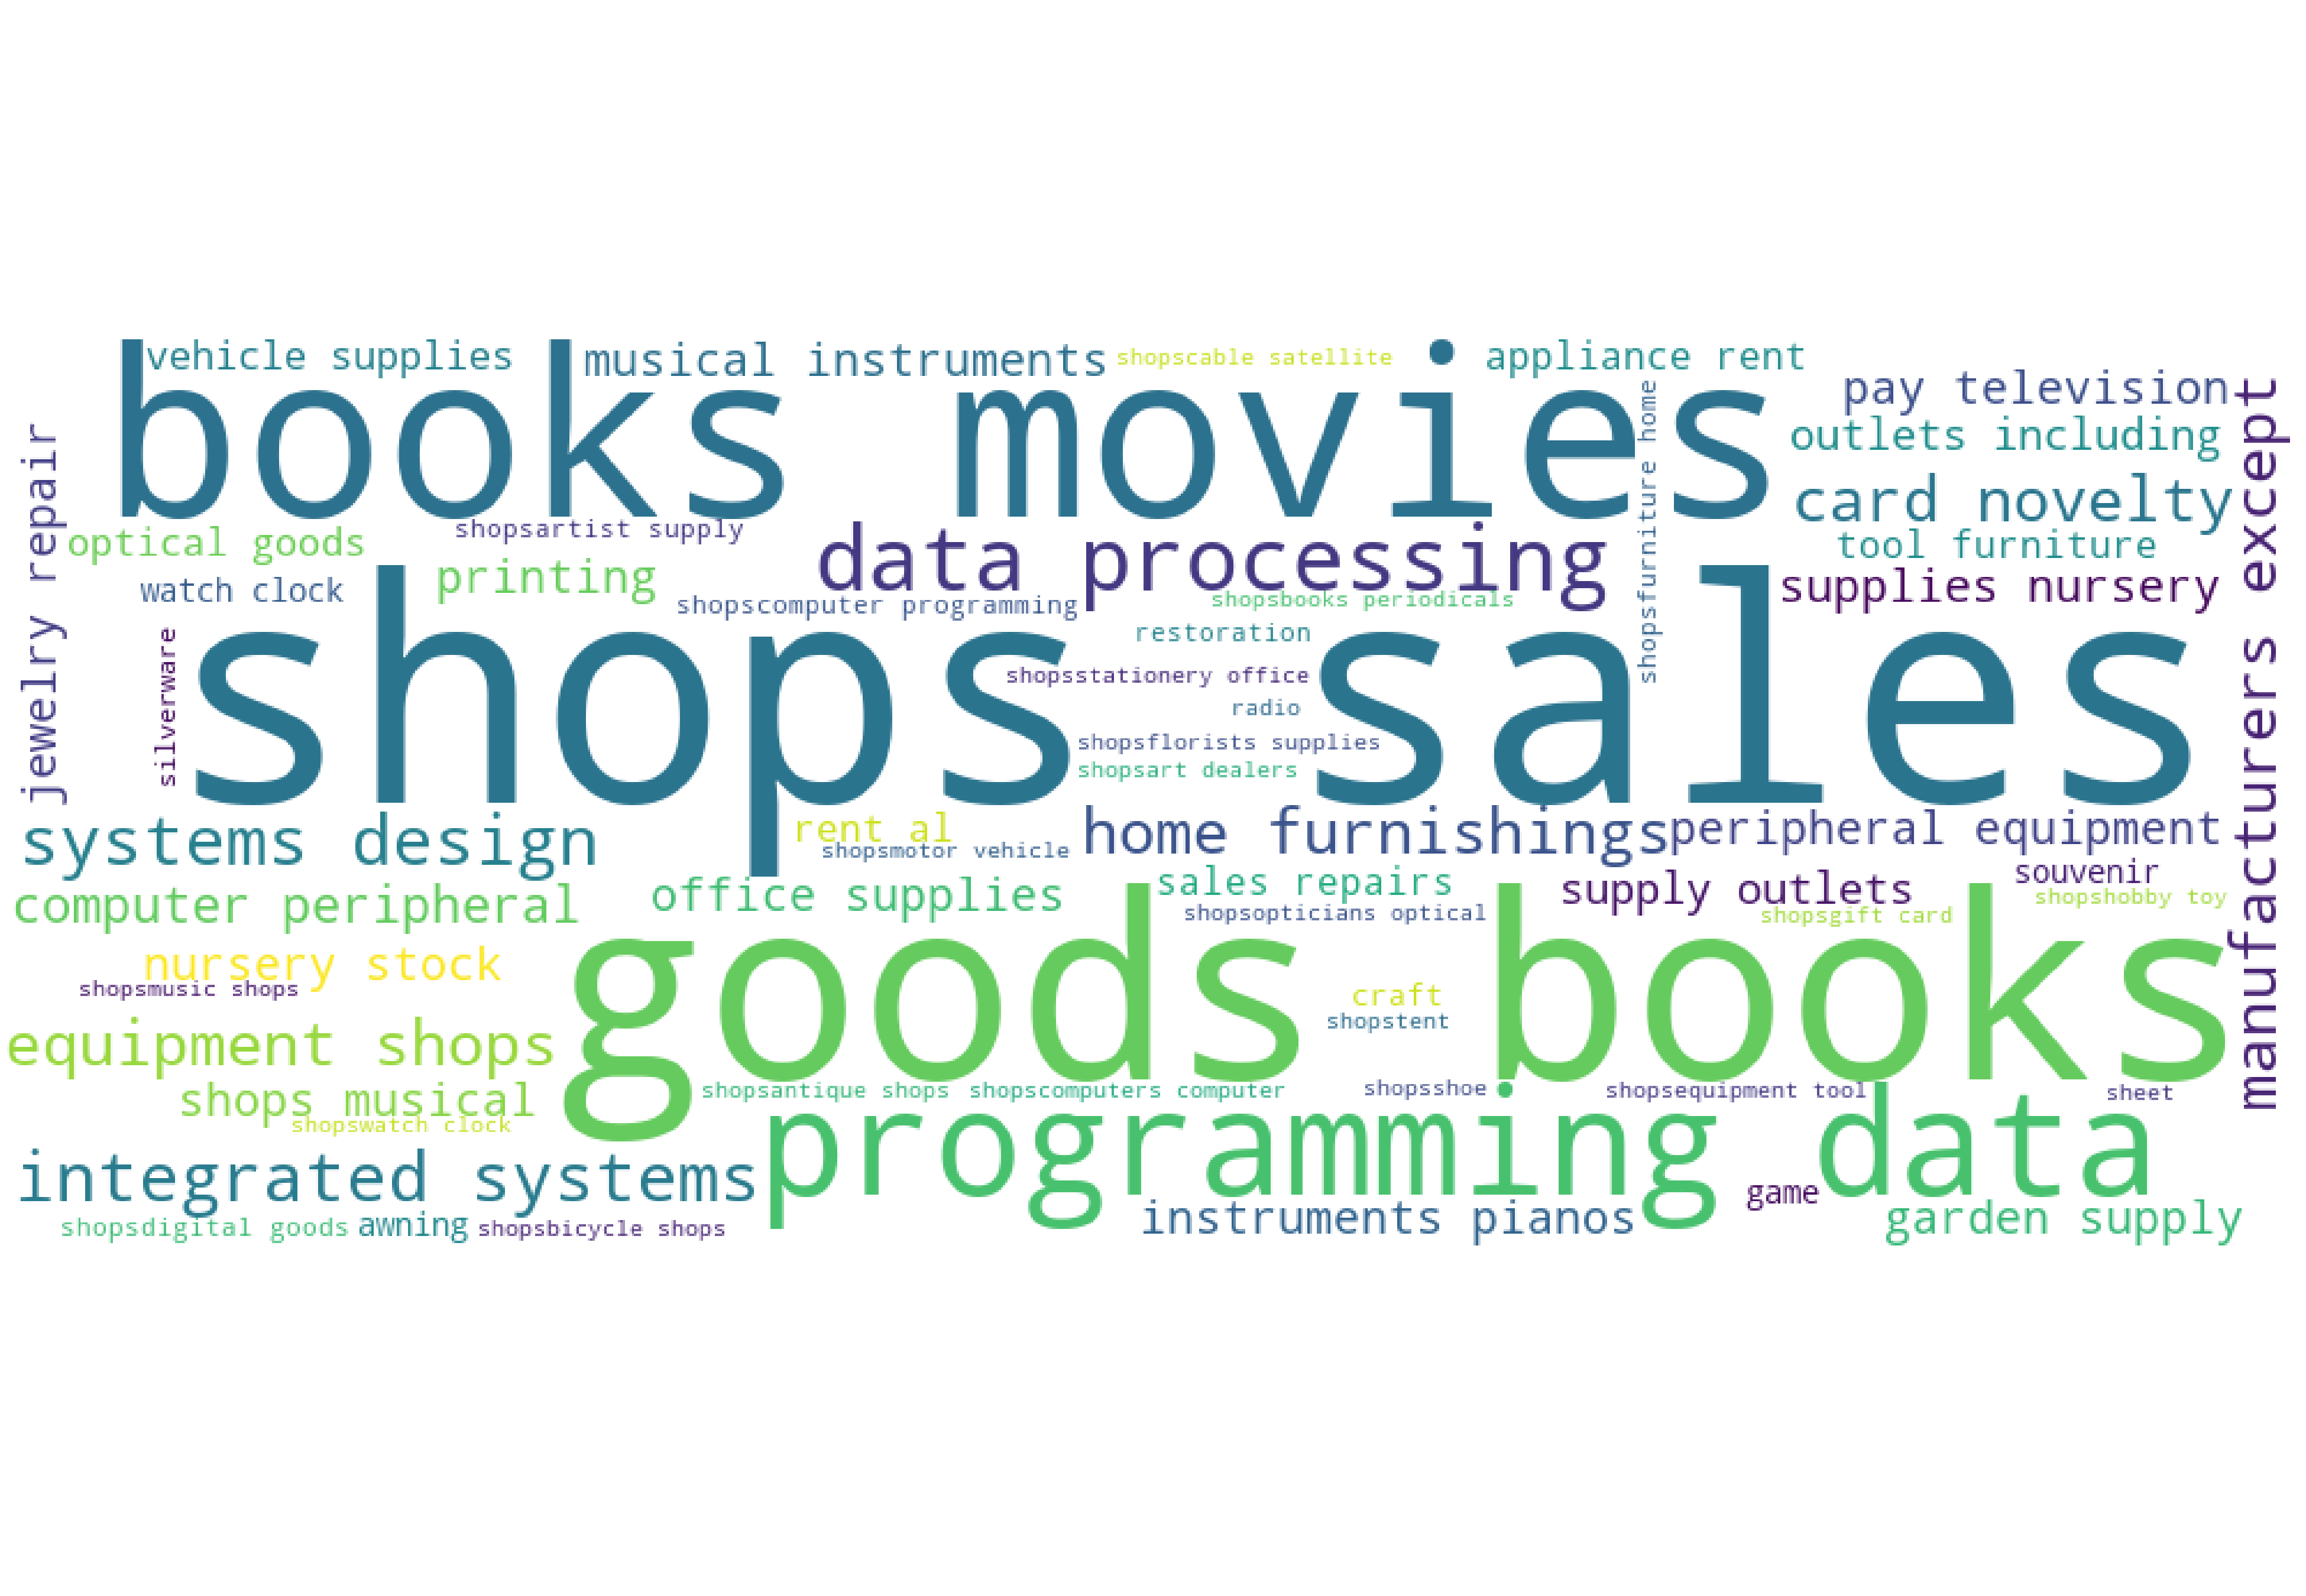 vehicle supplies
musical instruments
shopscable satellite
appliance rent
pay television
books movies
outlets including
card novelty
jewelry repair
manufacturers except
shopsfurniture home
optical goods
shopsartist supply
data processing
tool furniture
printing
supplies nursery
watch clock
shopscomputer programming
shopsbooks periodicals
restoration
silverware
shops sales
shopsstationery office
radio
shopsflorists supplies
shopsart dealers
systems design
rent al
home furnishings
peripheral equipment
shopsmotor vehicle
souvenir
computer peripheral
office supplies
sales repairs
supply outlets
shopshobby toy
shopsopticians optical
shopsgift card
nursery stock
goods books
shopsmusic shops
craft
shopstent
equipment shops
shops musical
shopsantique shops
shopscomputers computer
shopsshoe
shopsequipment tool
sheet
shopswatch clock
programming data
integrated systems
game
shopsdigital goods
awning
shopsbicycle shops
instruments pianos
garden supply